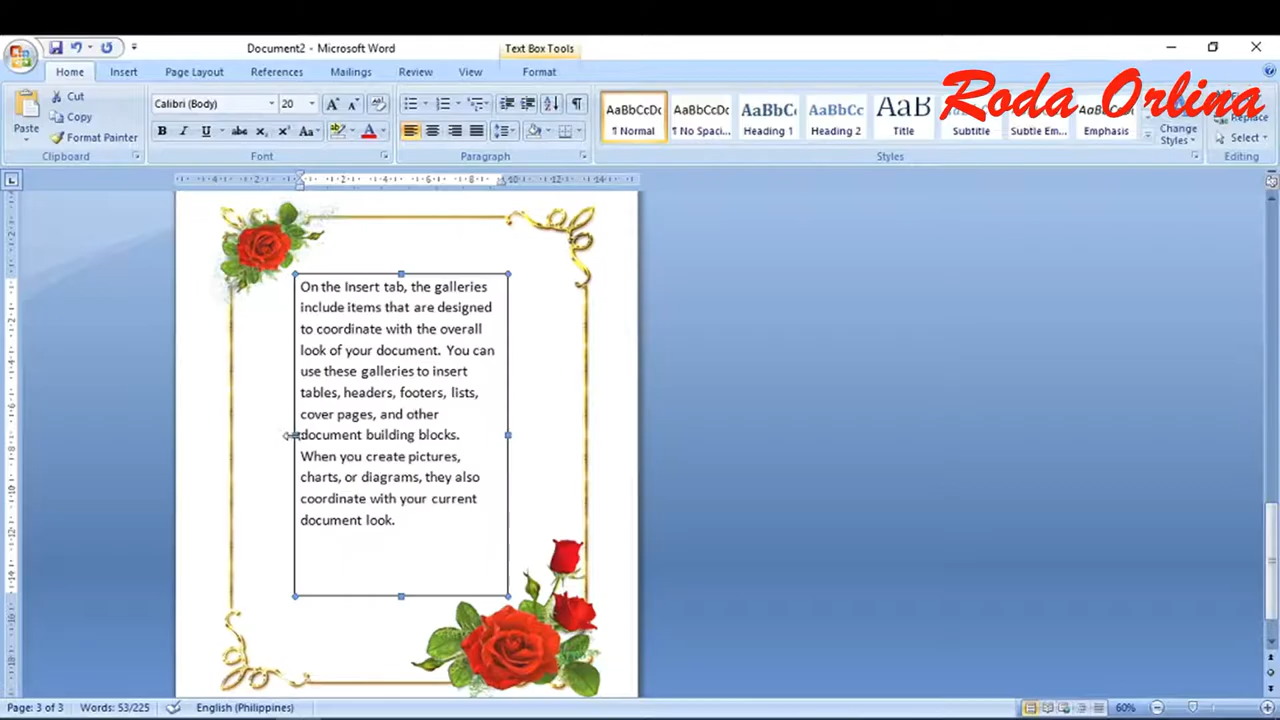 Roda Orlina
Document2 - Microsoft Word
Text Box Tools
Home Insert Page Layout References Mailings Review View Format
Paste
Cut
Copy
Format Painter
Clipboard
Calibri (Body) 20
Font
Paragraph
AaBbCcDc AaBbCcDc AaBbCc AaBbCc AaB
¶ Normal ¶ No Spaci... Heading 1 Heading 2 Title Subtitle Subtle Em... Emphasis
Change
Styles
Styles
Replace
Select
Editing
On the Insert tab, the galleries
include items that are designed
to coordinate with the overall
look of your document. You can
use these galleries to insert
tables, headers, footers, lists,
cover pages, and other
document building blocks.
When you create pictures,
charts, or diagrams, they also
coordinate with your current
document look.
Page: 3 of 3 Words: 53/225 English (Philippines) 60%